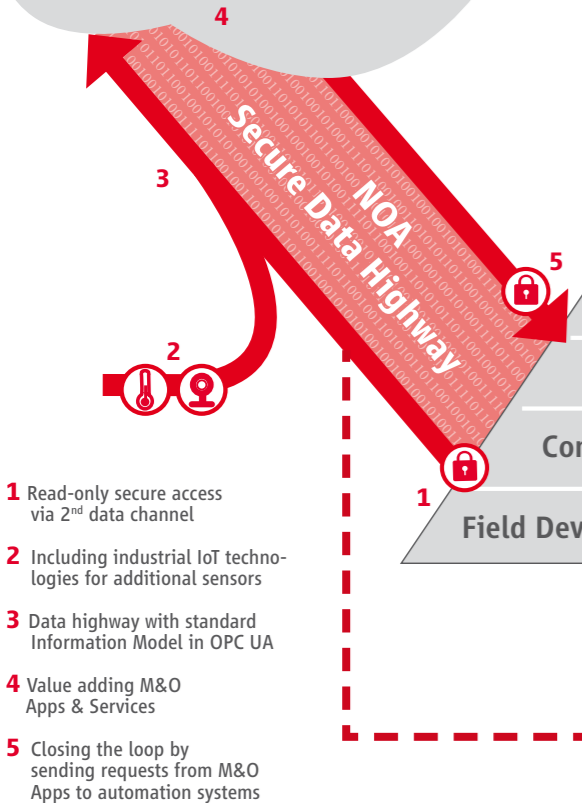 4
NOA
Secure Data Highway
3
5
2
1
Con
Field Dev
1 Read-only secure access
via 2nd data channel
2 Including industrial IoT techno-
logies for additional sensors
3 Data highway with standard
Information Model in OPC UA
4 Value adding M&O
Apps & Services
5 Closing the loop by
sending requests from M&O
Apps to automation systems